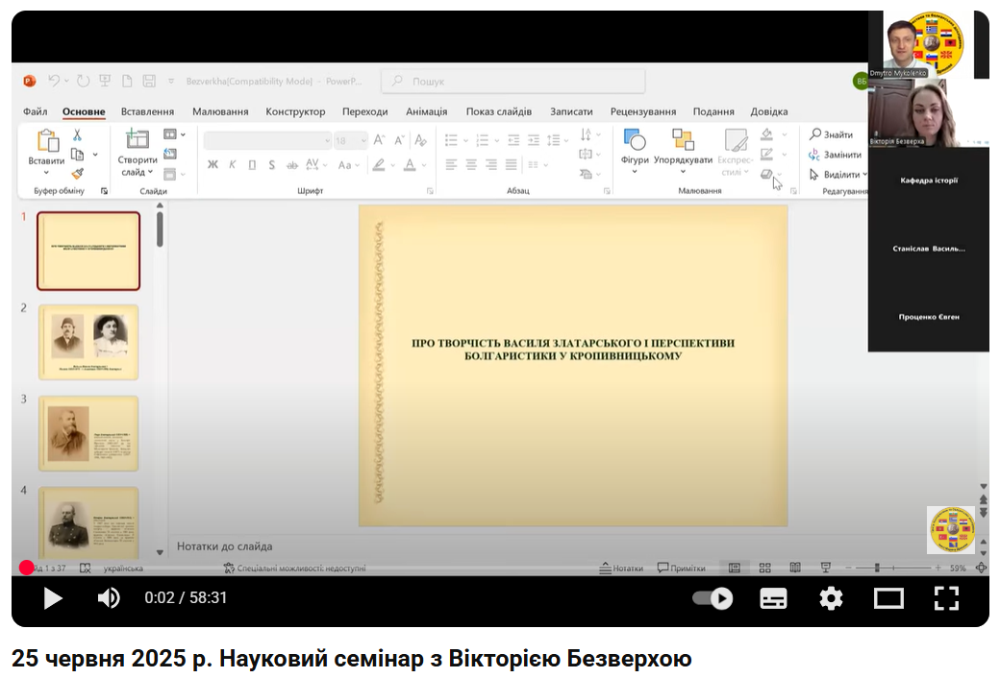 Bezverkha[Compatibility Mode] – PowerP...
Пошук
ВБ
Файл
Основне
Вставлення
Малювання
Конструктор
Переходи
Анімація
Показ слайдів
Записати
Рецензування
Подання
Довідка
Вставити
Створити
слайд
18
Ж К П S ab AV Aa
Фігури
Упорядкувати
Експрес-
стилі
Знайти
Замінити
Виділити
Буфер обміну
Слайди
Шрифт
Абзац
Малювання
Редагування
Dmytro Mykolenko
Вікторія Безверха
Кафедра історії
Станіслав Василь...
Проценко Євген
1
2
3
4
ПРО ТВОРЧІСТЬ ВАСИЛЯ ЗЛАТАРСЬКОГО І ПЕРСПЕКТИВИ
БОЛГАРИСТИКИ У КРОПИВНИЦЬКОМУ
Нотатки до слайда
1 з 37
українська
Спеціальні можливості: недоступні
Нотатки
Примітки
59%
0:02 / 58:31
25 червня 2025 р. Науковий семінар з Вікторією Безверхою